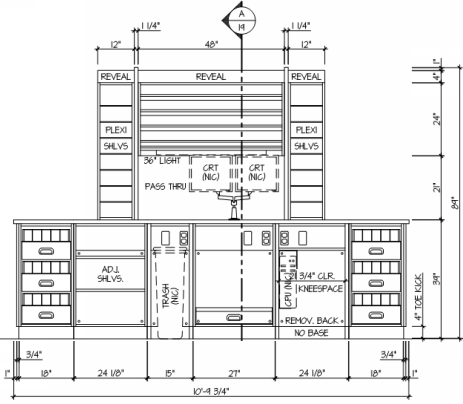 A
19
1 1/4"
1 1/4"
12"
48"
12"
REVEAL
REVEAL
REVEAL
1"
4"
PLEXI
SHLVS
PLEXI
SHLVS
24"
36" LIGHT
CRT
(NIC)
CRT
(NIC)
PASS THRU
21"
84"
ADJ.
SHLVS.
TRASH
(NIC)
CPU (NIC)
21 3/4" CLR.
KNEESPACE
REMOV. BACK
NO BASE
34"
4" TOE KICK
3/4"
3/4"
1"
18"
24 1/8"
15"
27"
24 1/8"
18"
1"
10'-9 3/4"